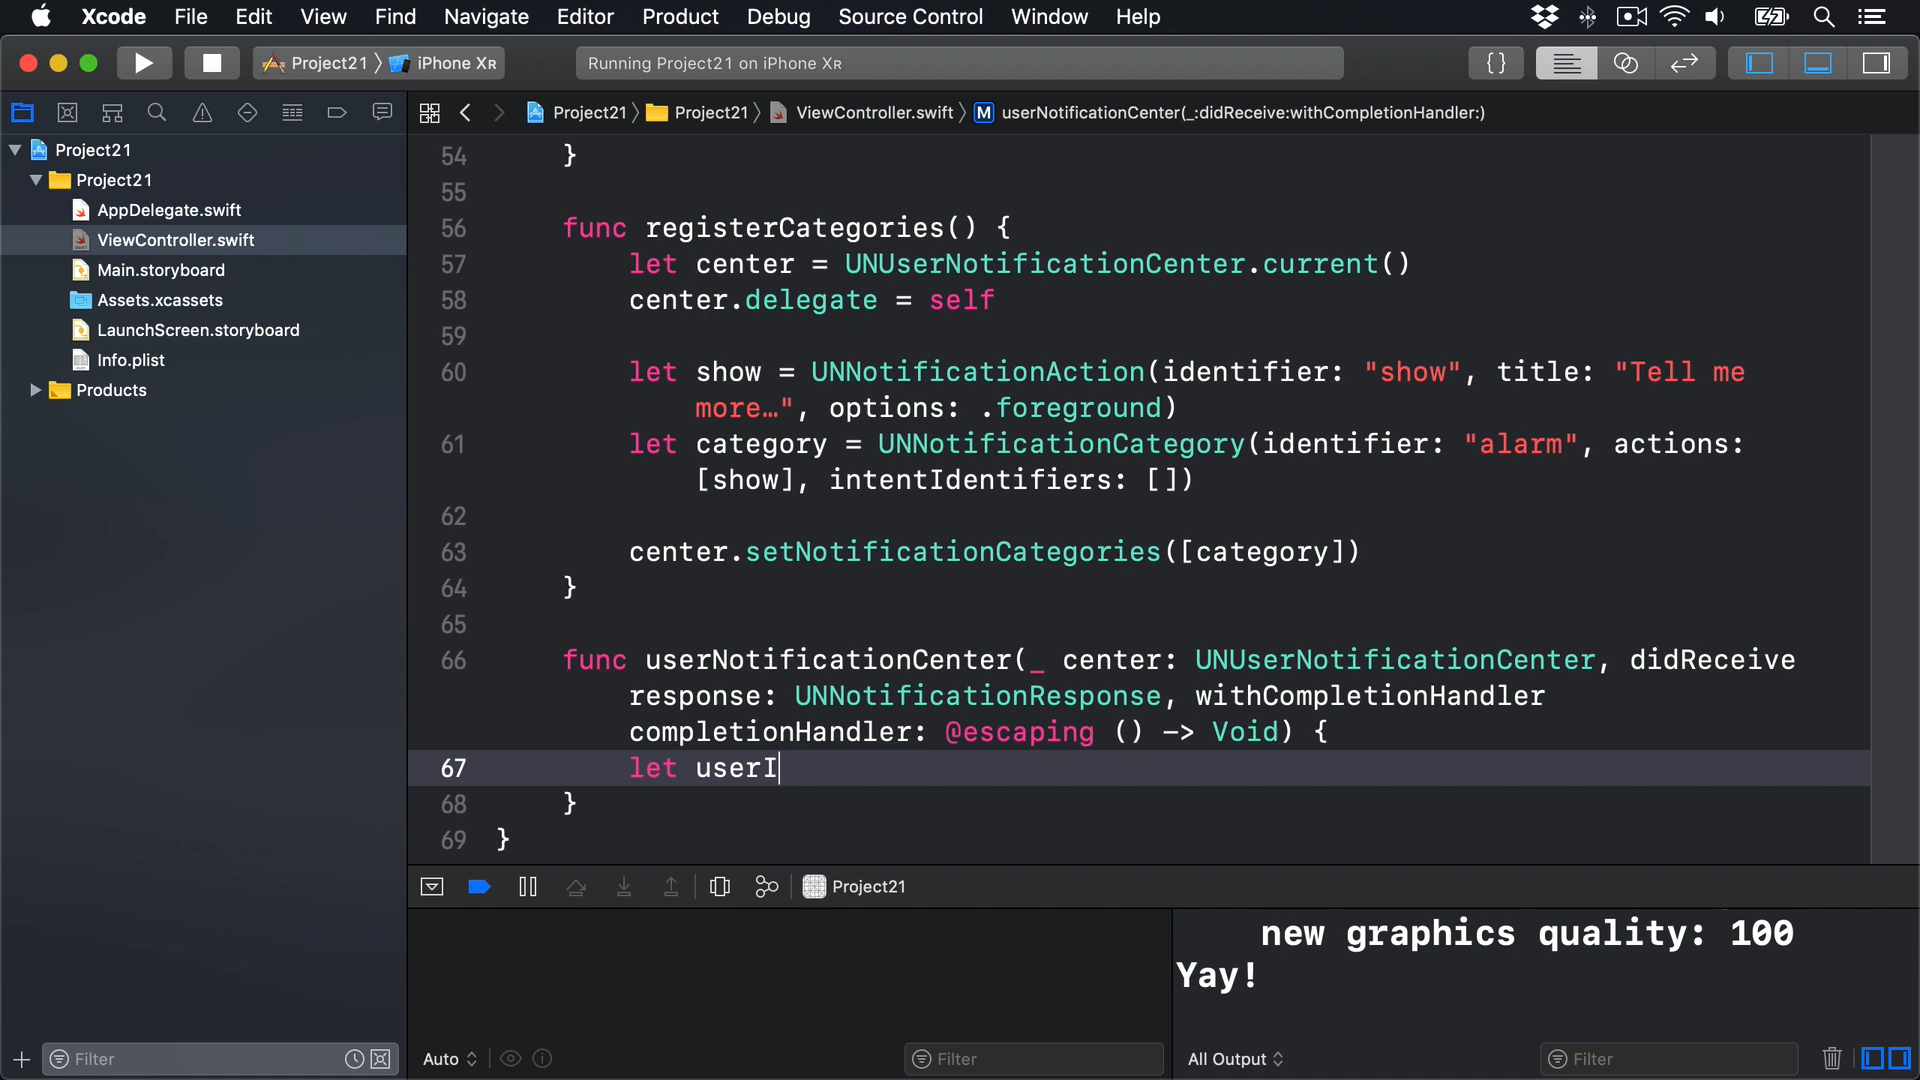 Xcode File Edit View Find Navigate Editor Product Debug Source Control Window Help
Project21 iPhone XR
Running Project21 on iPhone XR
{}
Project21 Project21 ViewController.swift M userNotificationCenter(_:didReceive:withCompletionHandler:)
Project21
Project21
AppDelegate.swift
ViewController.swift
Main.storyboard
Assets.xcassets
LaunchScreen.storyboard
Info.plist
Products
54 }
55
56 func registerCategories() {
57 let center = UNUserNotificationCenter.current()
58 center.delegate = self
59
60 let show = UNNotificationAction(identifier: "show", title: "Tell me
more…", options: .foreground)
61 let category = UNNotificationCategory(identifier: "alarm", actions:
[show], intentIdentifiers: [])
62
63 center.setNotificationCategories([category])
64 }
65
66 func userNotificationCenter(_ center: UNUserNotificationCenter, didReceive
response: UNNotificationResponse, withCompletionHandler
completionHandler: @escaping () -> Void) {
67 let userI
68 }
69 }
Project21
new graphics quality: 100
Yay!
Filter
Auto
Filter
All Output
Filter